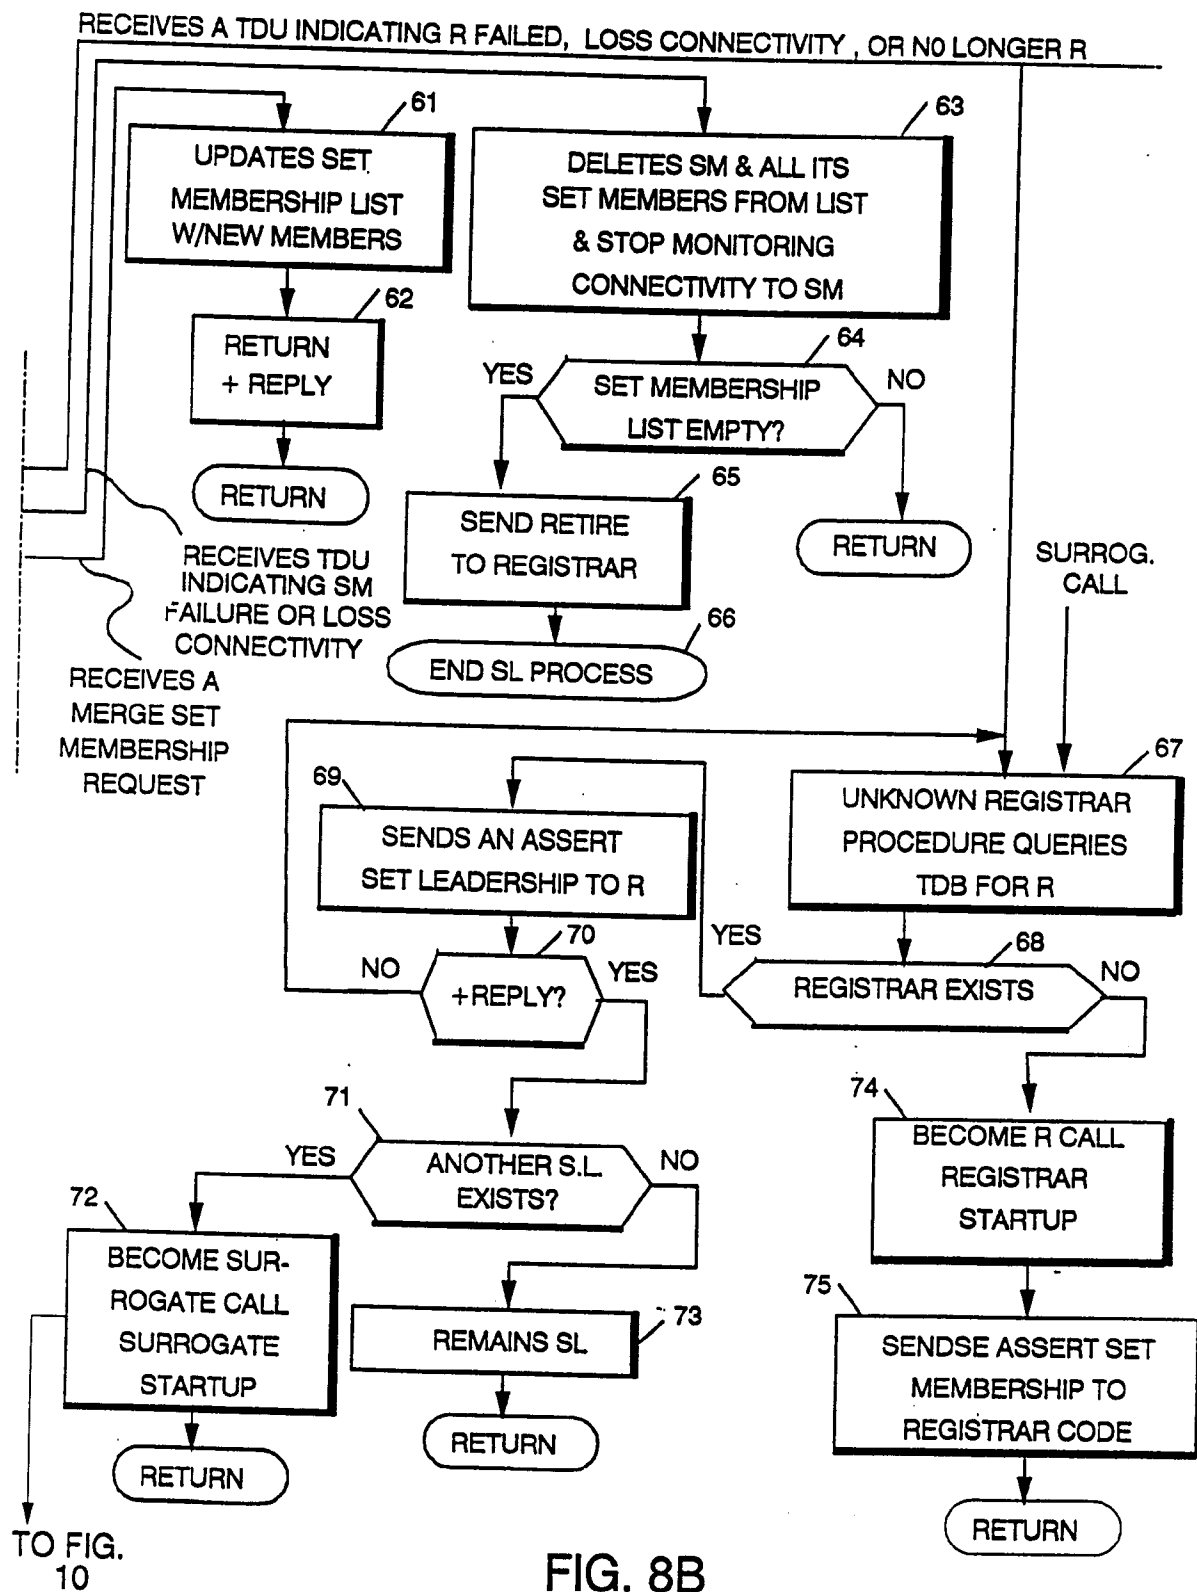 RECEIVES A TDU INDICATING R FAILED, LOSS CONNECTIVITY, OR NO LONGER R
61
UPDATES SET
MEMBERSHIP LIST
W/NEW MEMBERS
62
RETURN
+ REPLY
RETURN
63
DELETES SM & ALL ITS
SET MEMBERS FROM LIST
& STOP MONITORING
CONNECTIVITY TO SM
64
YES
SET MEMBERSHIP
LIST EMPTY?
NO
65
SEND RETIRE
TO REGISTRAR
RETURN
66
END SL PROCESS
RECEIVES TDU
INDICATING SM
FAILURE OR LOSS
CONNECTIVITY
RECEIVES A
MERGE SET
MEMBERSHIP
REQUEST
SURROG.
CALL
67
UNKNOWN REGISTRAR
PROCEDURE QUERIES
TDB FOR R
68
YES
REGISTRAR EXISTS
NO
69
SENDS AN ASSERT
SET LEADERSHIP TO R
70
NO
+REPLY?
YES
71
YES
ANOTHER S.L.
EXISTS?
NO
72
BECOME SUR-
ROGATE CALL
SURROGATE
STARTUP
RETURN
TO FIG.
10
73
REMAINS SL
RETURN
74
BECOME R CALL
REGISTRAR
STARTUP
75
SENDSE ASSERT SET
MEMBERSHIP TO
REGISTRAR CODE
RETURN
FIG. 8B